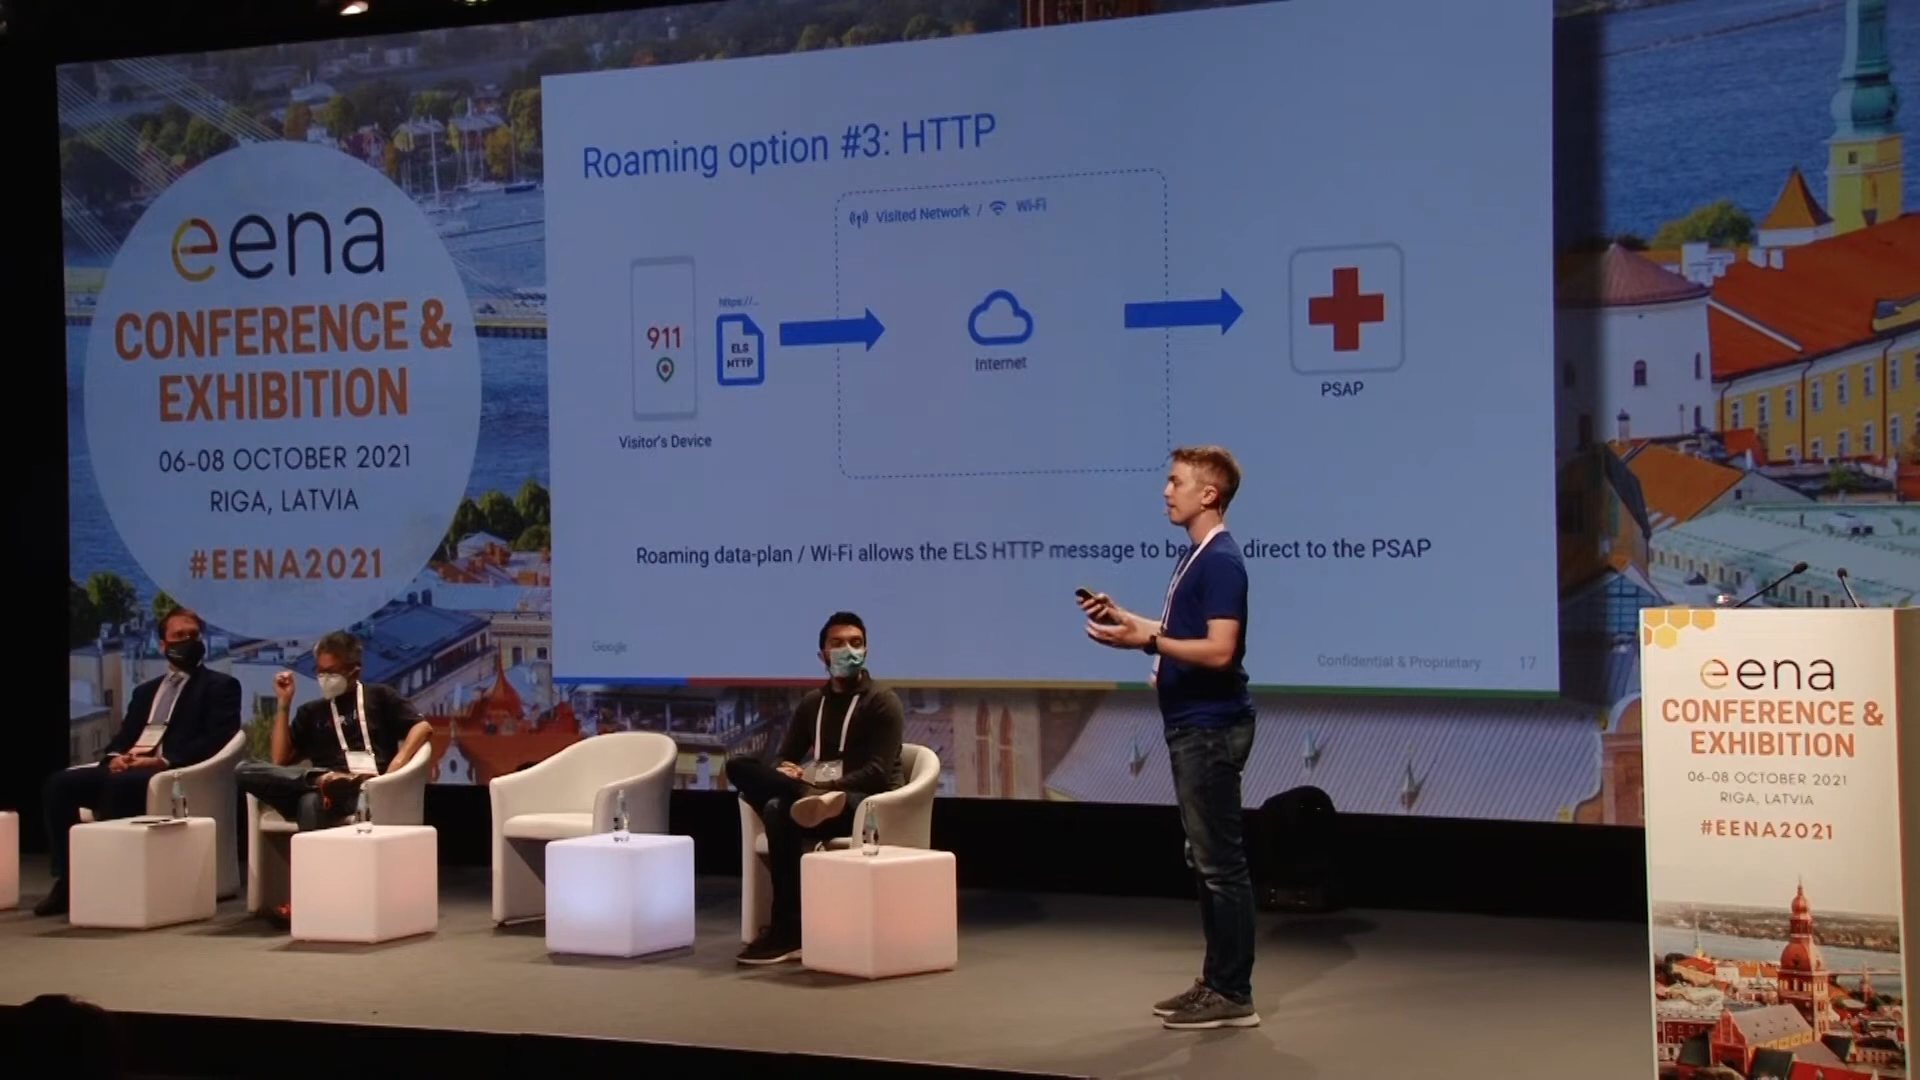 eena
CONFERENCE &
EXHIBITION
06-08 OCTOBER 2021
RIGA, LATVIA
#EENA2021
Roaming option #3: HTTP
Visited Network / Wi-Fi
https://...
911
ELS
HTTP
Internet
PSAP
Visitor's Device
Roaming data-plan / Wi-Fi allows the ELS HTTP message to be direct to the PSAP
Google
Confidential & Proprietary
17
eena
CONFERENCE &
EXHIBITION
06-08 OCTOBER 2021
RIGA, LATVIA
#EENA2021